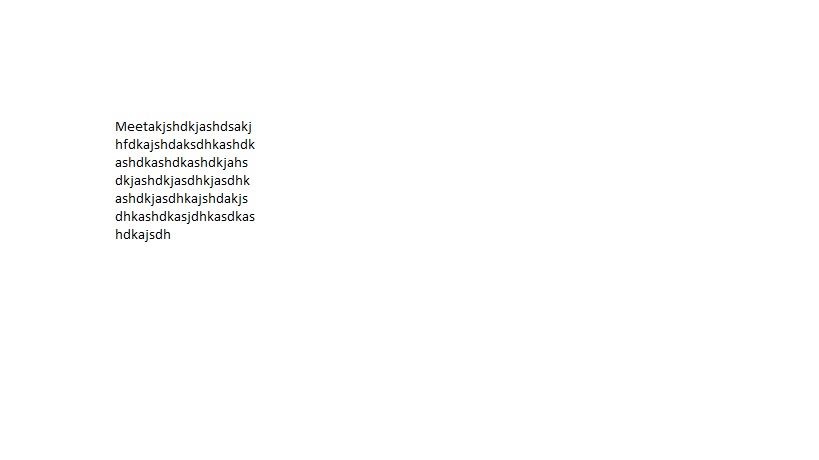 Meetakjshdkjashdsakj
hfdkajshdaksdhkashdk
ashdkashdkashdkjahs
dkjashdkjasdhkjasdhk
ashdkjasdhkajshdakjs
dhkashdkasjdhkasdkas
hdkajsdh